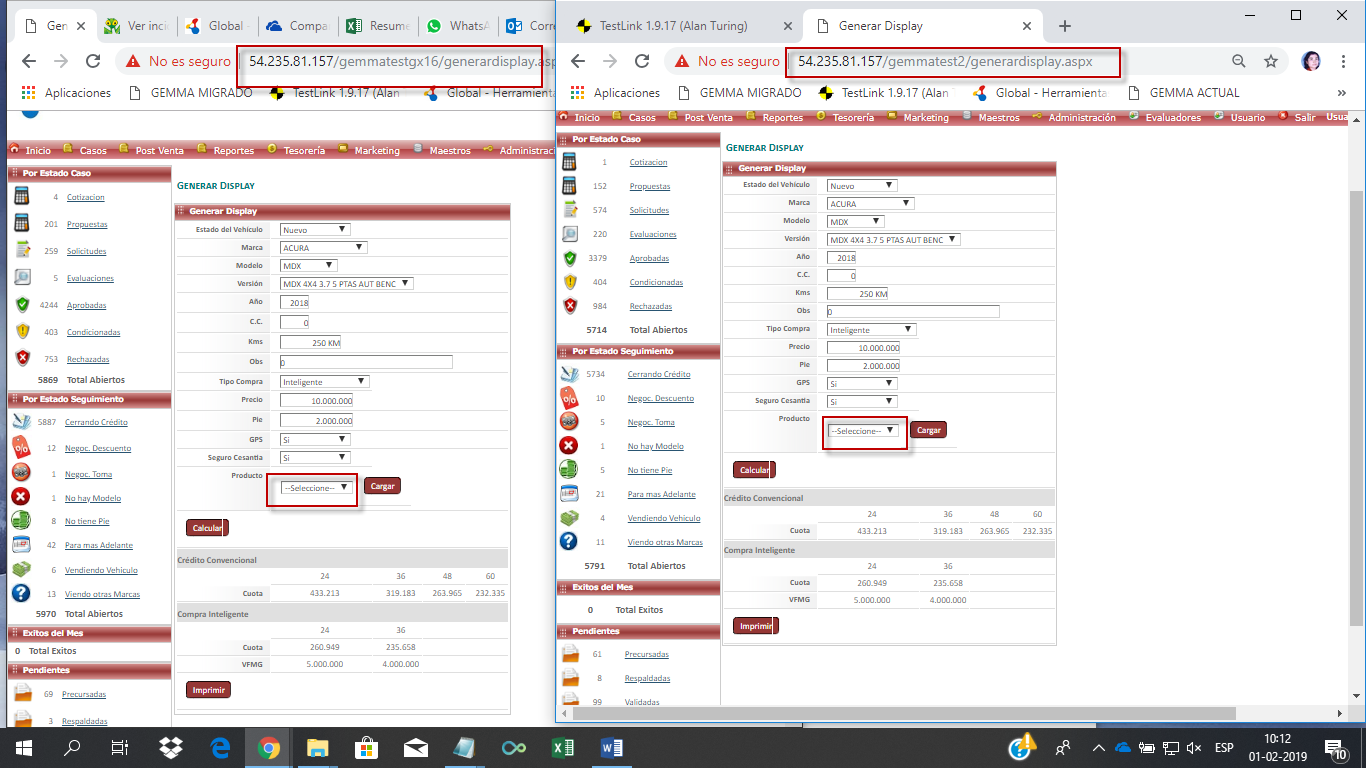 Gen
Ver inci
Global -
Compa
Resume
WhatsA
Corre
No es seguro
54.235.81.157/gemmatestgx16/generardisplay.asp
Aplicaciones
GEMMA MIGRADO
TestLink 1.9.17 (Alan
Global - Herramienta
Inicio
Casos
Post Venta
Reportes
Tesorería
Marketing
Maestros
Administraci
Por Estado Caso
4 Cotizacion
201 Propuestas
259 Solicitudes
5 Evaluaciones
4244 Aprobadas
403 Condicionadas
753 Rechazadas
5869 Total Abiertos
Por Estado Seguimiento
5887 Cerrando Crédito
12 Negoc. Descuento
1 Negoc. Toma
1 No hay Modelo
8 No tiene Pie
42 Para mas Adelante
6 Vendiendo Vehiculo
13 Viendo otras Marcas
5970 Total Abiertos
Exitos del Mes
0 Total Exitos
Pendientes
69 Precursadas
3 Respaldadas
GENERAR DISPLAY
Generar Display
Estado del Vehículo Nuevo
Marca ACURA
Modelo MDX
Versión MDX 4X4 3.7 5 PTAS AUT BENC
Año 2018
C.C. 0
Kms 250 KM
Obs 0
Tipo Compra Inteligente
Precio 10.000.000
Pie 2.000.000
GPS Si
Seguro Cesantia Si
Producto --Seleccione-- Cargar
Calcular
Crédito Convencional
24 36 48 60
Cuota 433.213 319.183 263.965 232.335
Compra Inteligente
24 36
Cuota 260.949 235.658
VFMG 5.000.000 4.000.000
Imprimir
TestLink 1.9.17 (Alan Turing)
Generar Display
No es seguro
54.235.81.157/gemmatest2/generardisplay.aspx
Aplicaciones
GEMMA MIGRADO
TestLink 1.9.17 (Alan
Global - Herramienta
GEMMA ACTUAL
»
Inicio
Casos
Post Venta
Reportes
Tesorería
Marketing
Maestros
Administración
Evaluadores
Usuario
Salir
Usua
Por Estado Caso
1 Cotizacion
152 Propuestas
574 Solicitudes
220 Evaluaciones
3379 Aprobadas
404 Condicionadas
984 Rechazadas
5714 Total Abiertos
Por Estado Seguimiento
5734 Cerrando Crédito
10 Negoc. Descuento
5 Negoc. Toma
1 No hay Modelo
5 No tiene Pie
21 Para mas Adelante
4 Vendiendo Vehiculo
11 Viendo otras Marcas
5791 Total Abiertos
Exitos del Mes
0 Total Exitos
Pendientes
61 Precursadas
8 Respaldadas
99 Validadas
GENERAR DISPLAY
Generar Display
Estado del Vehículo Nuevo
Marca ACURA
Modelo MDX
Versión MDX 4X4 3.7 5 PTAS AUT BENC
Año 2018
C.C. 0
Kms 250 KM
Obs 0
Tipo Compra Inteligente
Precio 10.000.000
Pie 2.000.000
GPS Si
Seguro Cesantia Si
Producto --Seleccione-- Cargar
Calcular
Crédito Convencional
24 36 48 60
Cuota 433.213 319.183 263.965 232.335
Compra Inteligente
24 36
Cuota 260.949 235.658
VFMG 5.000.000 4.000.000
Imprimir
ESP
10:12
01-02-2019
10